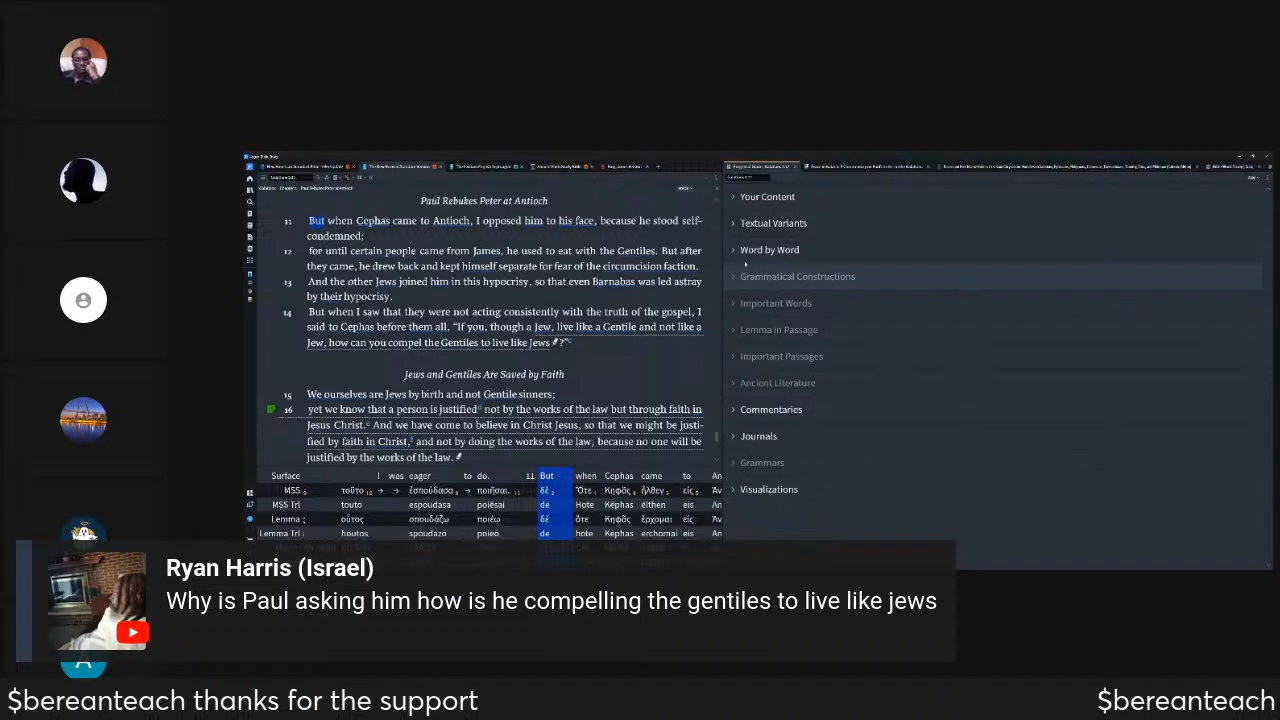 Paul Rebukes Peter at Antioch
11 But when Cephas came to Antioch, I opposed him to his face, because he stood self-
condemned;
12 for until certain people came from James, he used to eat with the Gentiles. But after
they came, he drew back and kept himself separate for fear of the circumcision faction.
13 And the other Jews joined him in this hypocrisy, so that even Barnabas was led astray
by their hypocrisy.
14 But when I saw that they were not acting consistently with the truth of the gospel, I
said to Cephas before them all, “If you, though a Jew, live like a Gentile and not like a
Jew, how can you compel the Gentiles to live like Jews?”
Jews and Gentiles Are Saved by Faith
15 We ourselves are Jews by birth and not Gentile sinners;
16 yet we know that a person is justified not by the works of the law but through faith in
Jesus Christ. And we have come to believe in Christ Jesus, so that we might be justi-
fied by faith in Christ, and not by doing the works of the law, because no one will be
justified by the works of the law.
Surface I was eager to do. 11 But when Cephas came to An
MSS τοῦτο → → ἐσπούδασα → ποιῆσαι. δὲ Ὅτε Κηφᾶς ἦλθεν εἰς Ἀν
MSS Trl touto espoudasa poiēsai de Hote Kēphas ēlthen eis An
Lemma οὗτος σπουδάζω ποιέω δέ ὅτε Κηφᾶς ἔρχομαι εἰς Ἀν
Lemma Trl houtos spoudazō poieō de hote Kēphas erchomai eis An
Your Content
Textual Variants
Word by Word
Grammatical Constructions
Important Words
Lemma in Passage
Important Passages
Ancient Literature
Commentaries
Journals
Grammars
Visualizations
Ryan Harris (Israel)
Why is Paul asking him how is he compelling the gentiles to live like jews
A
$bereanteach thanks for the support
$bereanteach